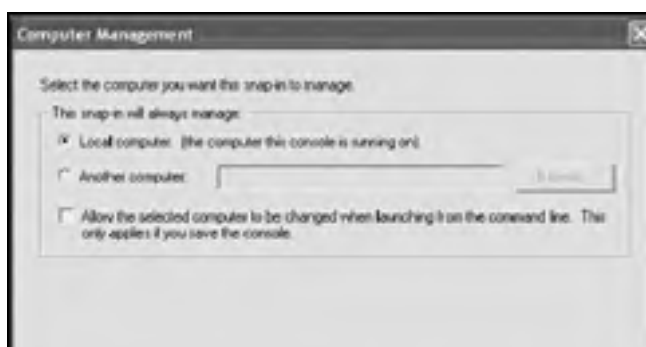 Computer Management
Select the computer you want this snap-in to manage.
This snap-in will always manage:
Local computer: (the computer this console is running on)
Another computer:
Allow the selected computer to be changed when launching from the command line. This
only applies if you save the console.